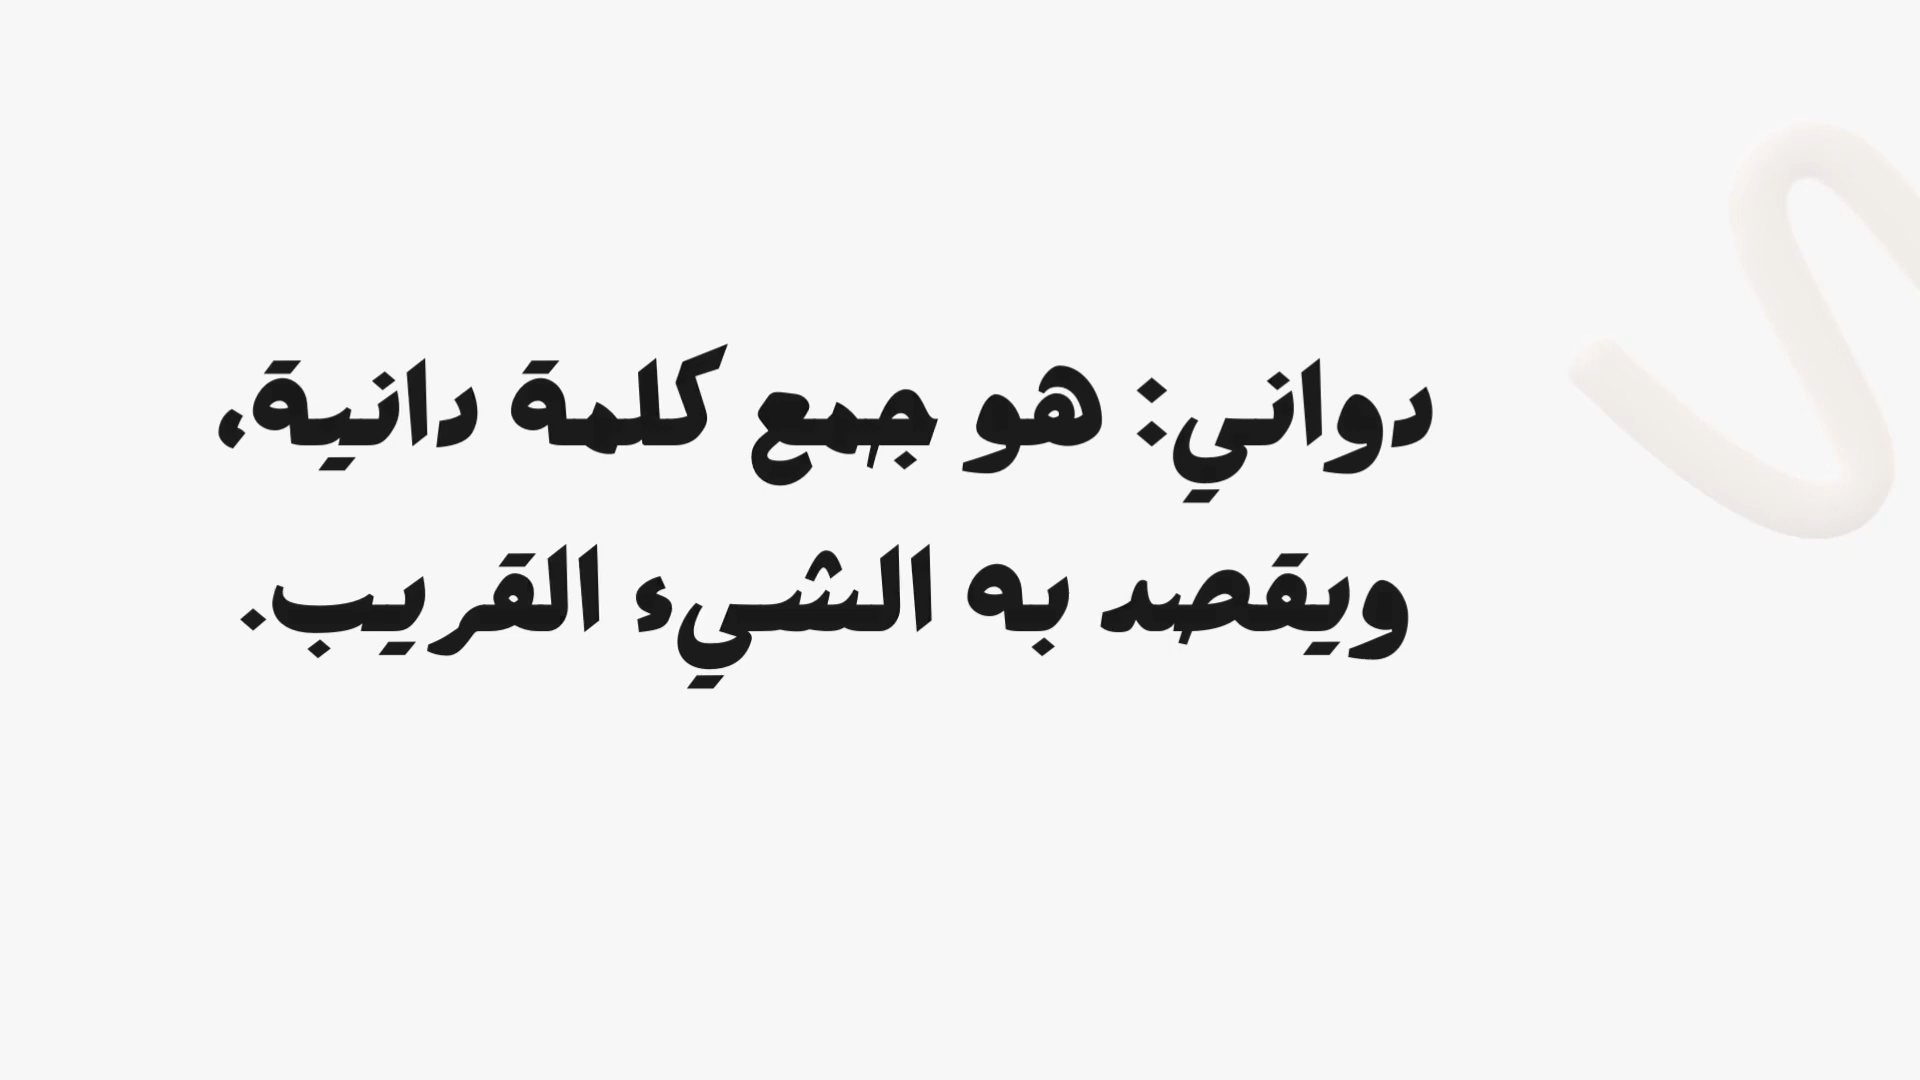 دواني: هو جمع كلمة دانية،
ويقصد به الشيء القريب.